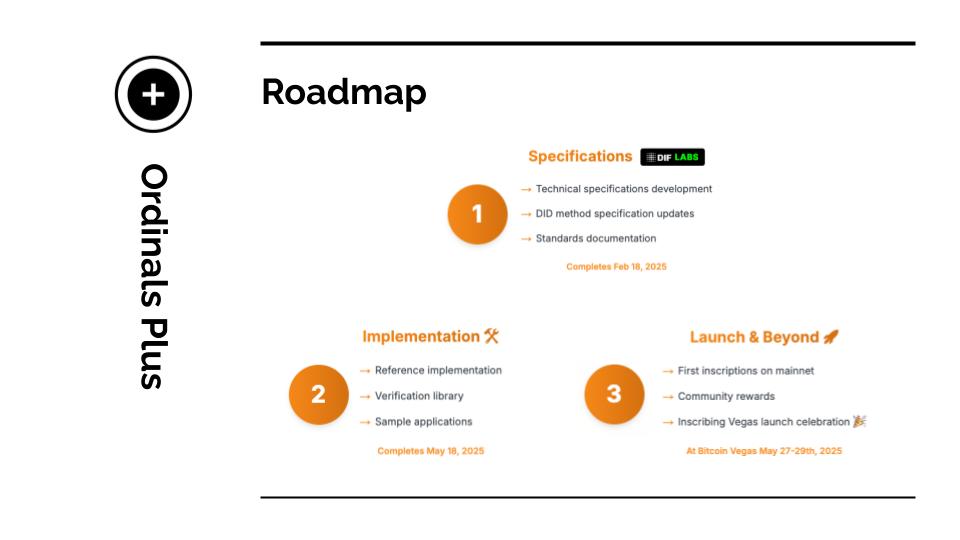 +
Ordinals Plus
Roadmap
Specifications DIF LABS
1
→ Technical specifications development
→ DID method specification updates
→ Standards documentation
Completes Feb 18, 2025
Implementation 🛠
2
→ Reference implementation
→ Verification library
→ Sample applications
Completes May 18, 2025
Launch & Beyond 🚀
3
→ First inscriptions on mainnet
→ Community rewards
→ Inscribing Vegas launch celebration 🎉
At Bitcoin Vegas May 27-29th, 2025